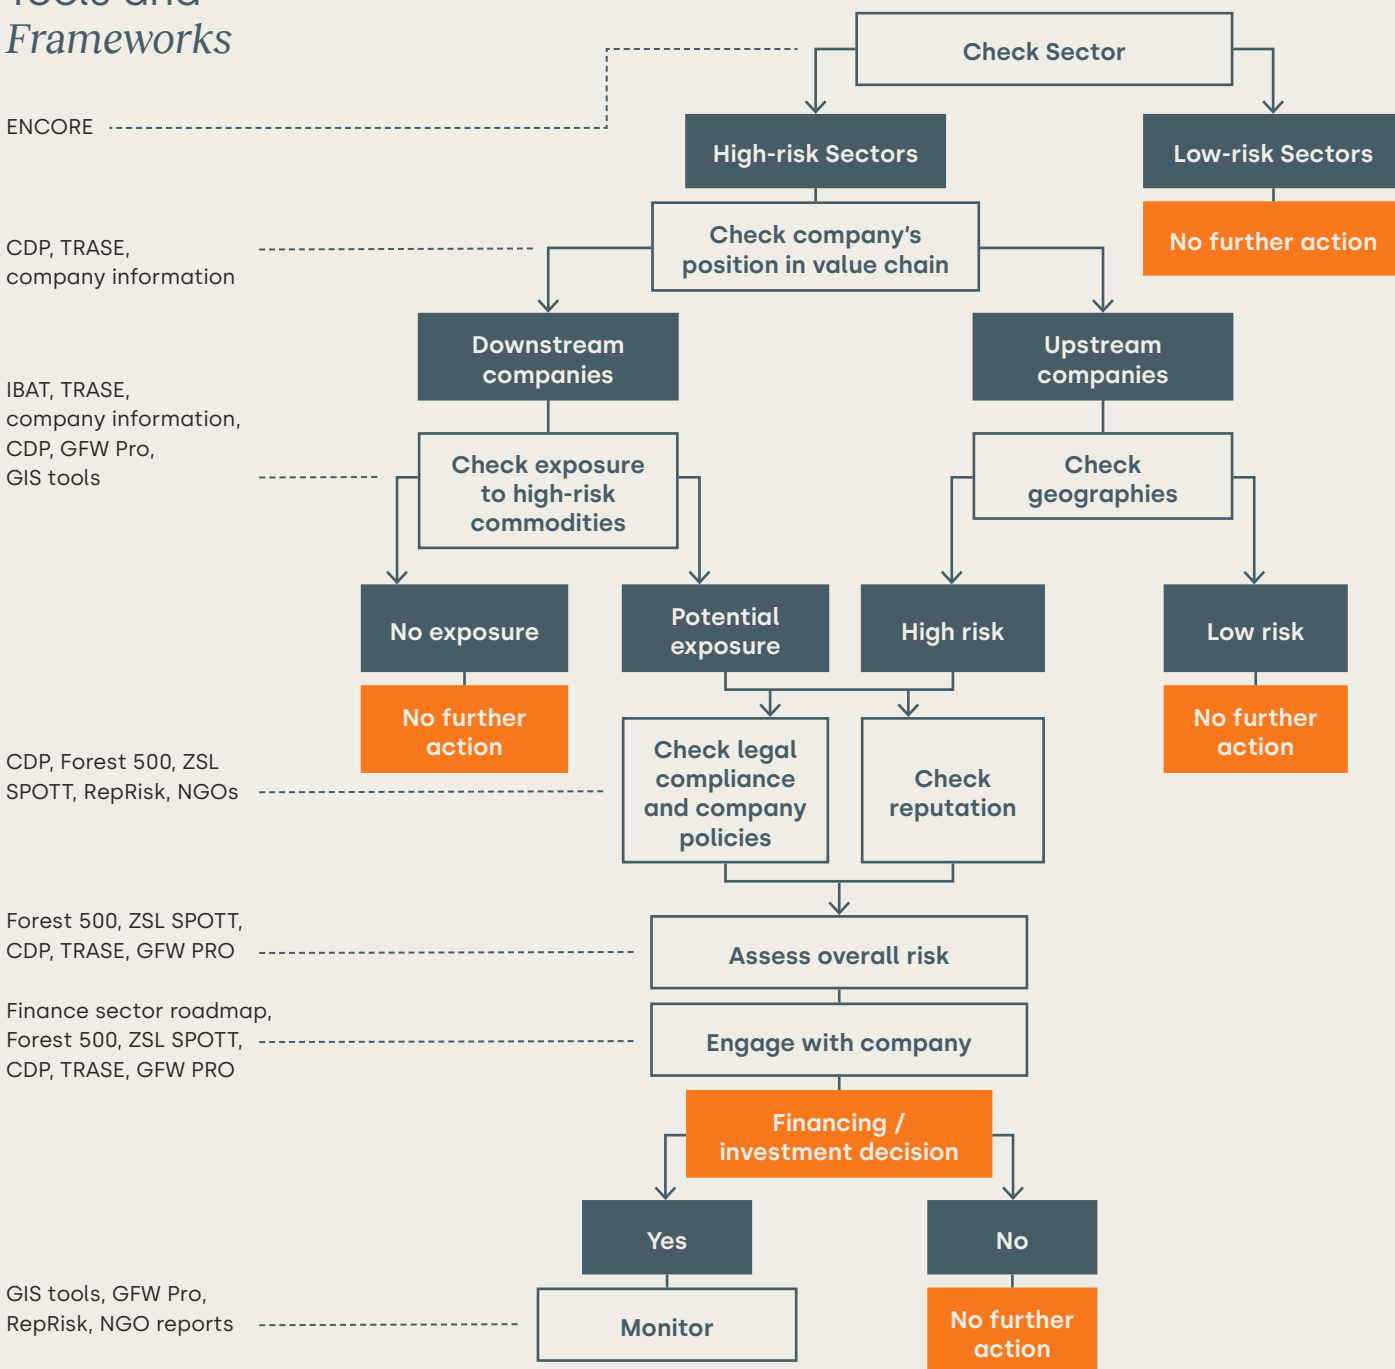 Tools and
Frameworks
Check Sector
ENCORE
High-risk Sectors
Low-risk Sectors
No further action
CDP, TRASE,
company information
Check company's
position in value chain
Downstream
companies
Upstream
companies
IBAT, TRASE,
company information,
CDP, GFW Pro,
GIS tools
Check exposure
to high-risk
commodities
Check
geographies
No exposure
Potential
exposure
High risk
Low risk
No further
action
No further
action
CDP, Forest 500, ZSL
SPOTT, RepRisk, NGOs
Check legal
compliance
and company
policies
Check
reputation
Forest 500, ZSL SPOTT,
CDP, TRASE, GFW PRO
Assess overall risk
Finance sector roadmap,
Forest 500, ZSL SPOTT,
CDP, TRASE, GFW PRO
Engage with company
Financing /
investment decision
Yes
No
GIS tools, GFW Pro,
RepRisk, NGO reports
Monitor
No further
action